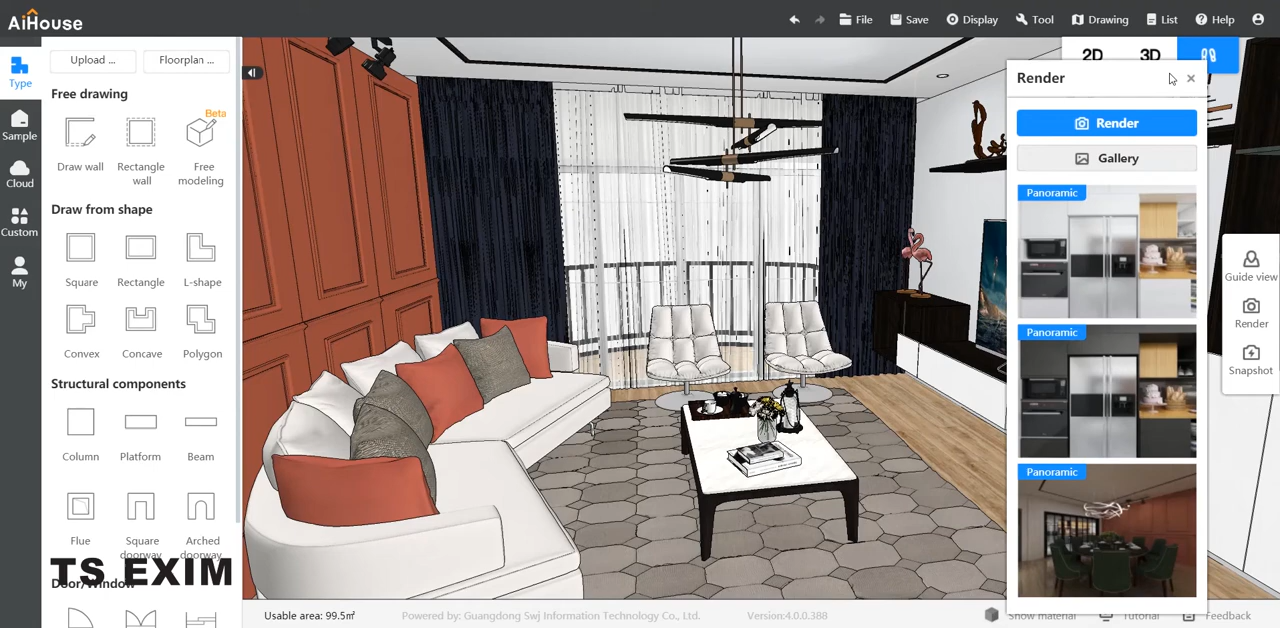 AiHouse
File
Save
Display
Tool
Drawing
List
Help
Type
Sample
Cloud
Custom
My
Upload ...
Floorplan ...
Free drawing
Beta
Draw wall
Rectangle
wall
Free
modeling
Draw from shape
Square
Rectangle
L-shape
Convex
Concave
Polygon
Structural components
Column
Platform
Beam
Flue
Square
doorway
Arched
doorway
TS EXIM
Door/Window
2D
3D
Render
Render
Gallery
Panoramic
Panoramic
Panoramic
Guide view
Render
Snapshot
Usable area: 99.5㎡
Powered by: Guangdong Swj Information Technology Co., Ltd.
Version:4.0.0.388
Show material
Tutorial
Feedback